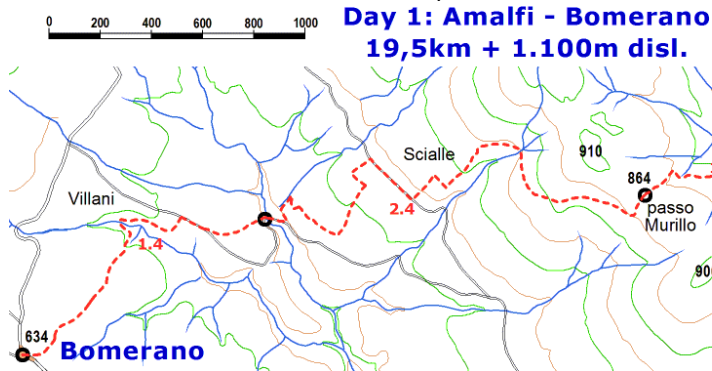 0 200 400 600 800 1000
Day 1: Amalfi - Bomerano
19,5km + 1.100m disl.
Scialle
910
864
passo
Murillo
Villani
2.4
1.4
634
Bomerano